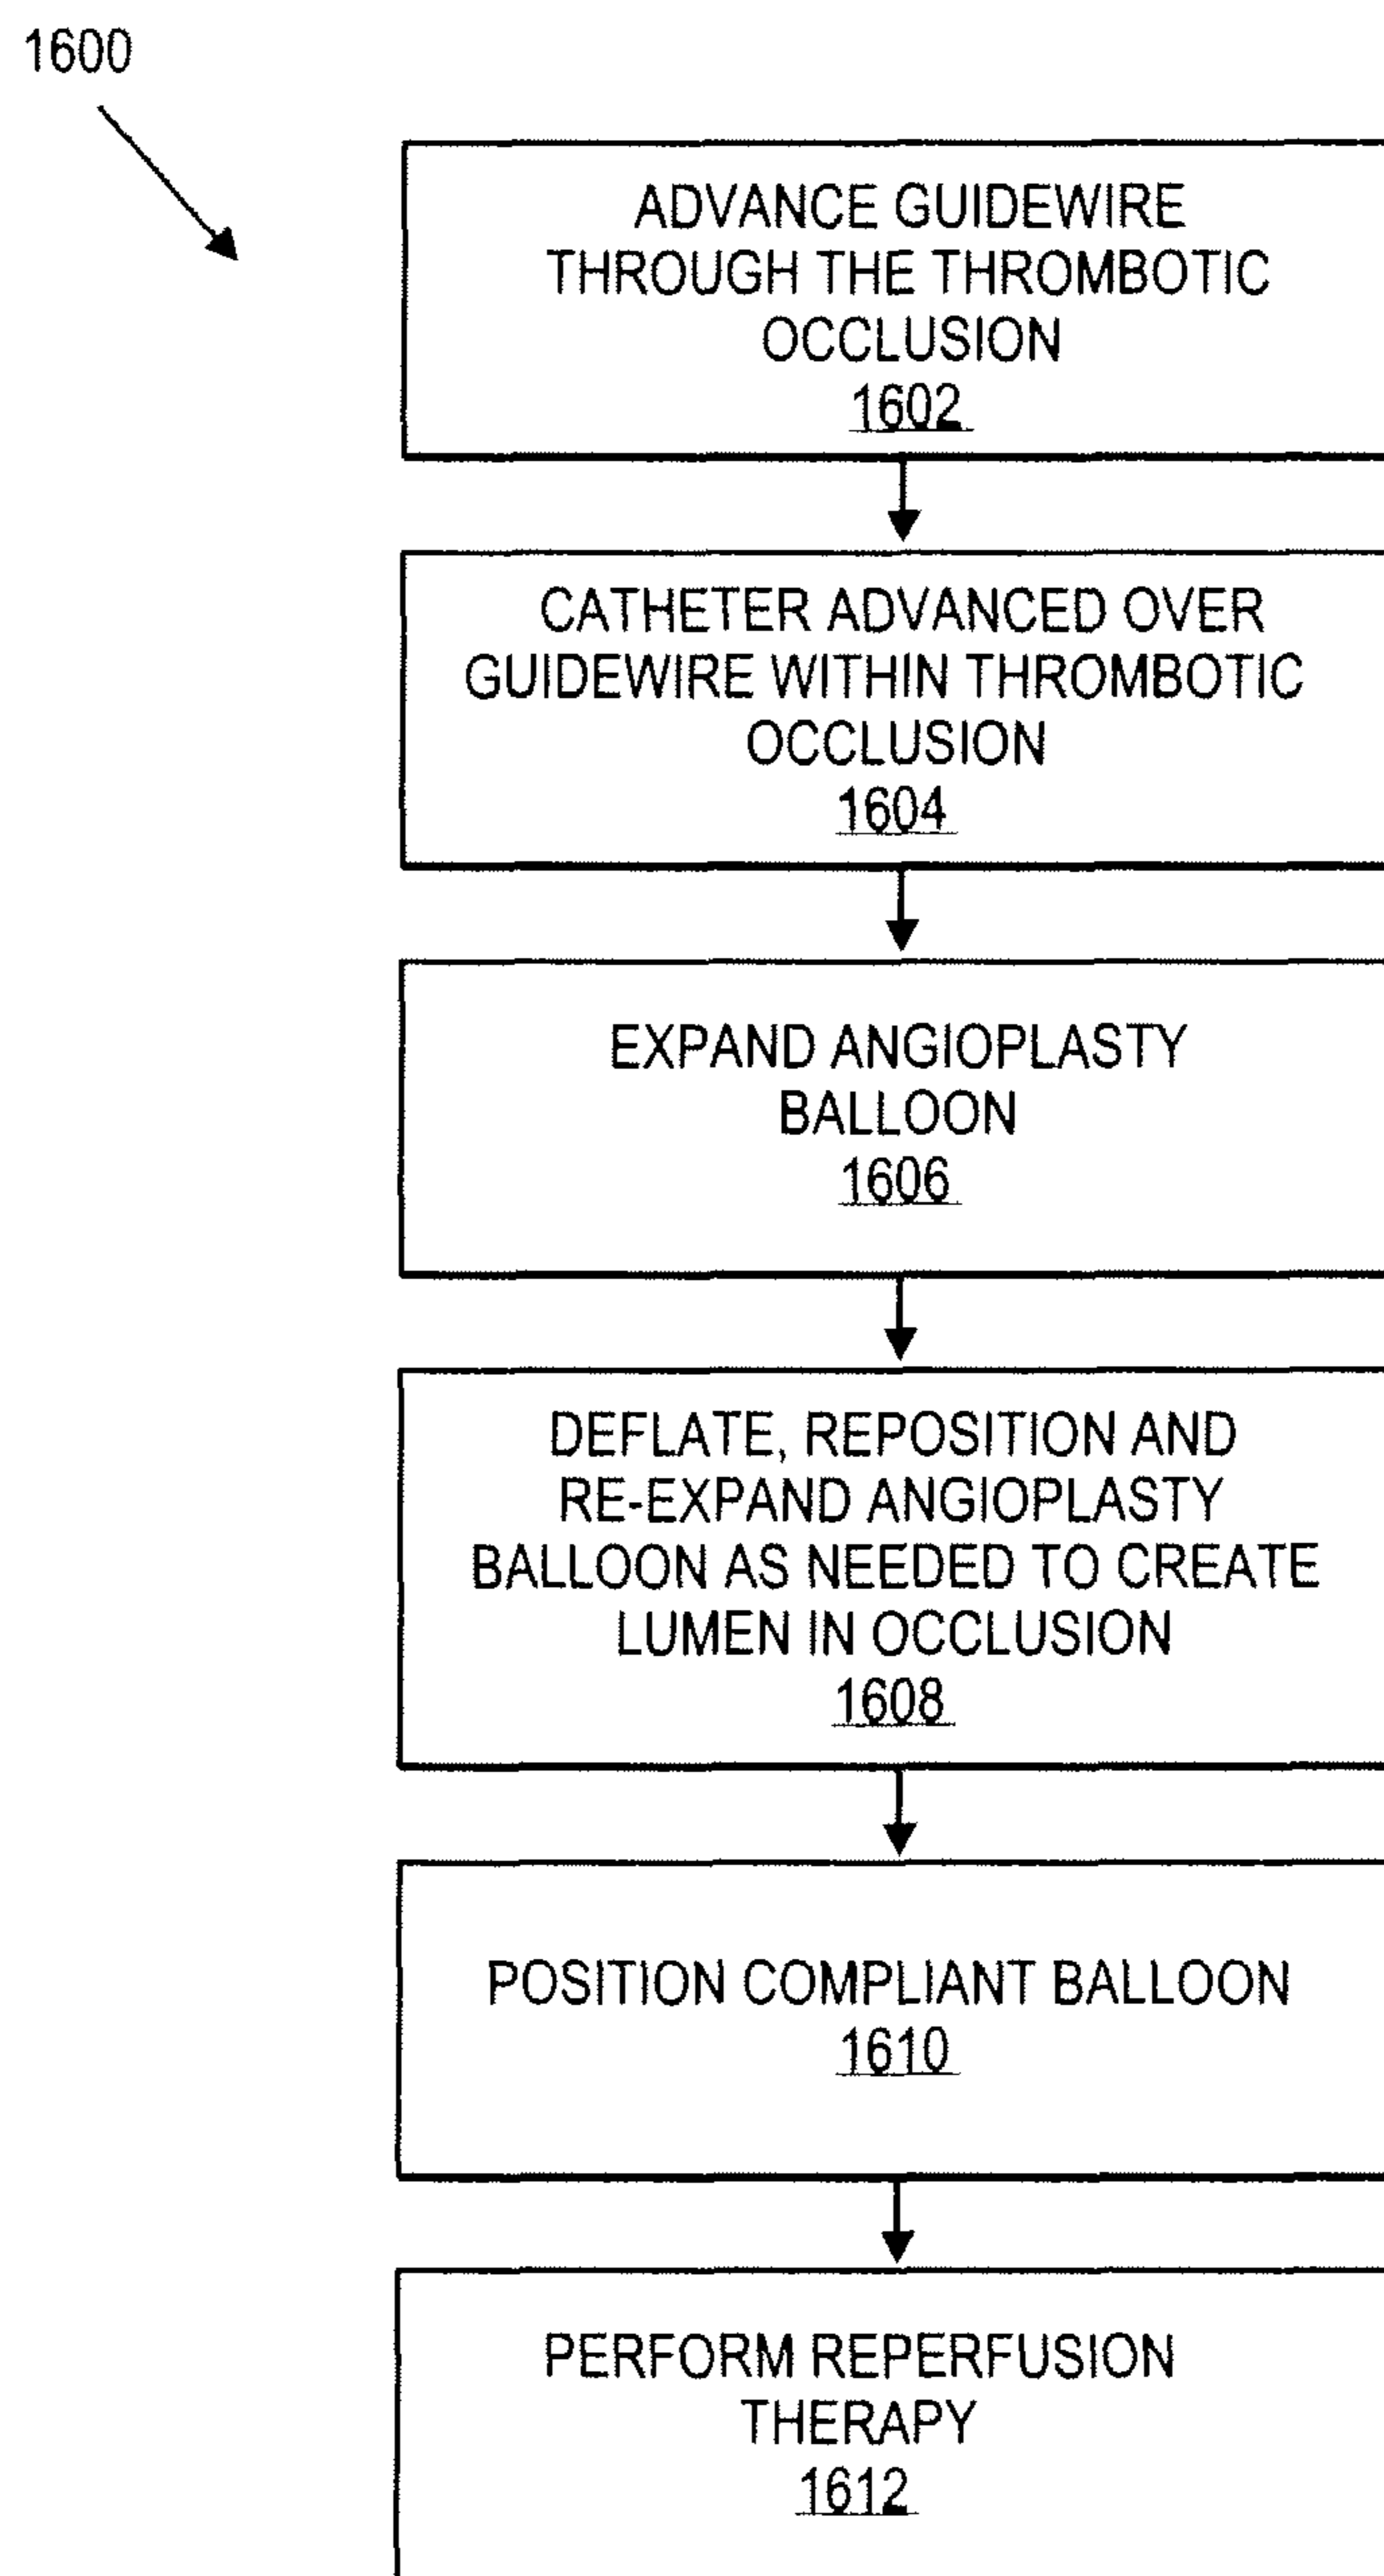 1600
ADVANCE GUIDEWIRE
THROUGH THE THROMBOTIC
OCCLUSION
1602
CATHETER ADVANCED OVER
GUIDEWIRE WITHIN THROMBOTIC
OCCLUSION
1604
EXPAND ANGIOPLASTY
BALLOON
1606
DEFLATE, REPOSITION AND
RE-EXPAND ANGIOPLASTY
BALLOON AS NEEDED TO CREATE
LUMEN IN OCCLUSION
1608
POSITION COMPLIANT BALLOON
1610
PERFORM REPERFUSION
THERAPY
1612